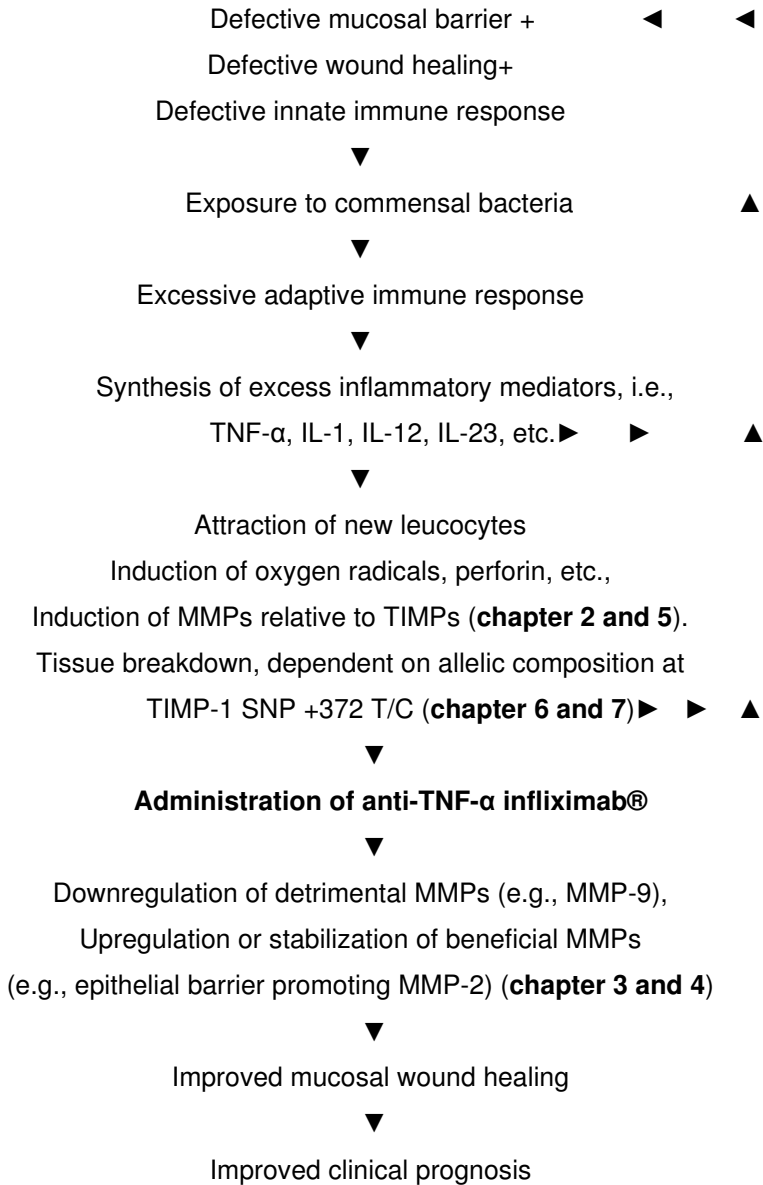 Defective mucosal barrier + ◄ ◄
Defective wound healing+
Defective innate immune response
▼
Exposure to commensal bacteria ▲
▼
Excessive adaptive immune response
▼
Synthesis of excess inflammatory mediators, i.e.,
TNF-α, IL-1, IL-12, IL-23, etc.► ► ▲
▼
Attraction of new leucocytes
Induction of oxygen radicals, perforin, etc.,
Induction of MMPs relative to TIMPs (chapter 2 and 5).
Tissue breakdown, dependent on allelic composition at
TIMP-1 SNP +372 T/C (chapter 6 and 7)► ► ▲
▼
Administration of anti-TNF-α infliximab®
▼
Downregulation of detrimental MMPs (e.g., MMP-9),
Upregulation or stabilization of beneficial MMPs
(e.g., epithelial barrier promoting MMP-2) (chapter 3 and 4)
▼
Improved mucosal wound healing
▼
Improved clinical prognosis